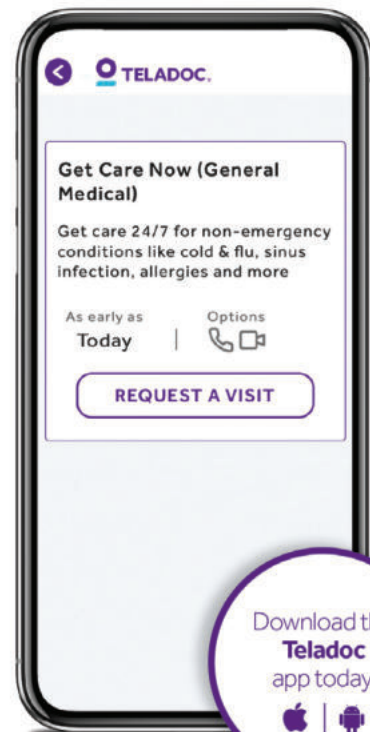 TELADOC.
Get Care Now (General
Medical)
Get care 24/7 for non-emergency
conditions like cold & flu, sinus
infection, allergies and more
As early as
Options
Today
REQUEST A VISIT
Download
Teladoc
app today